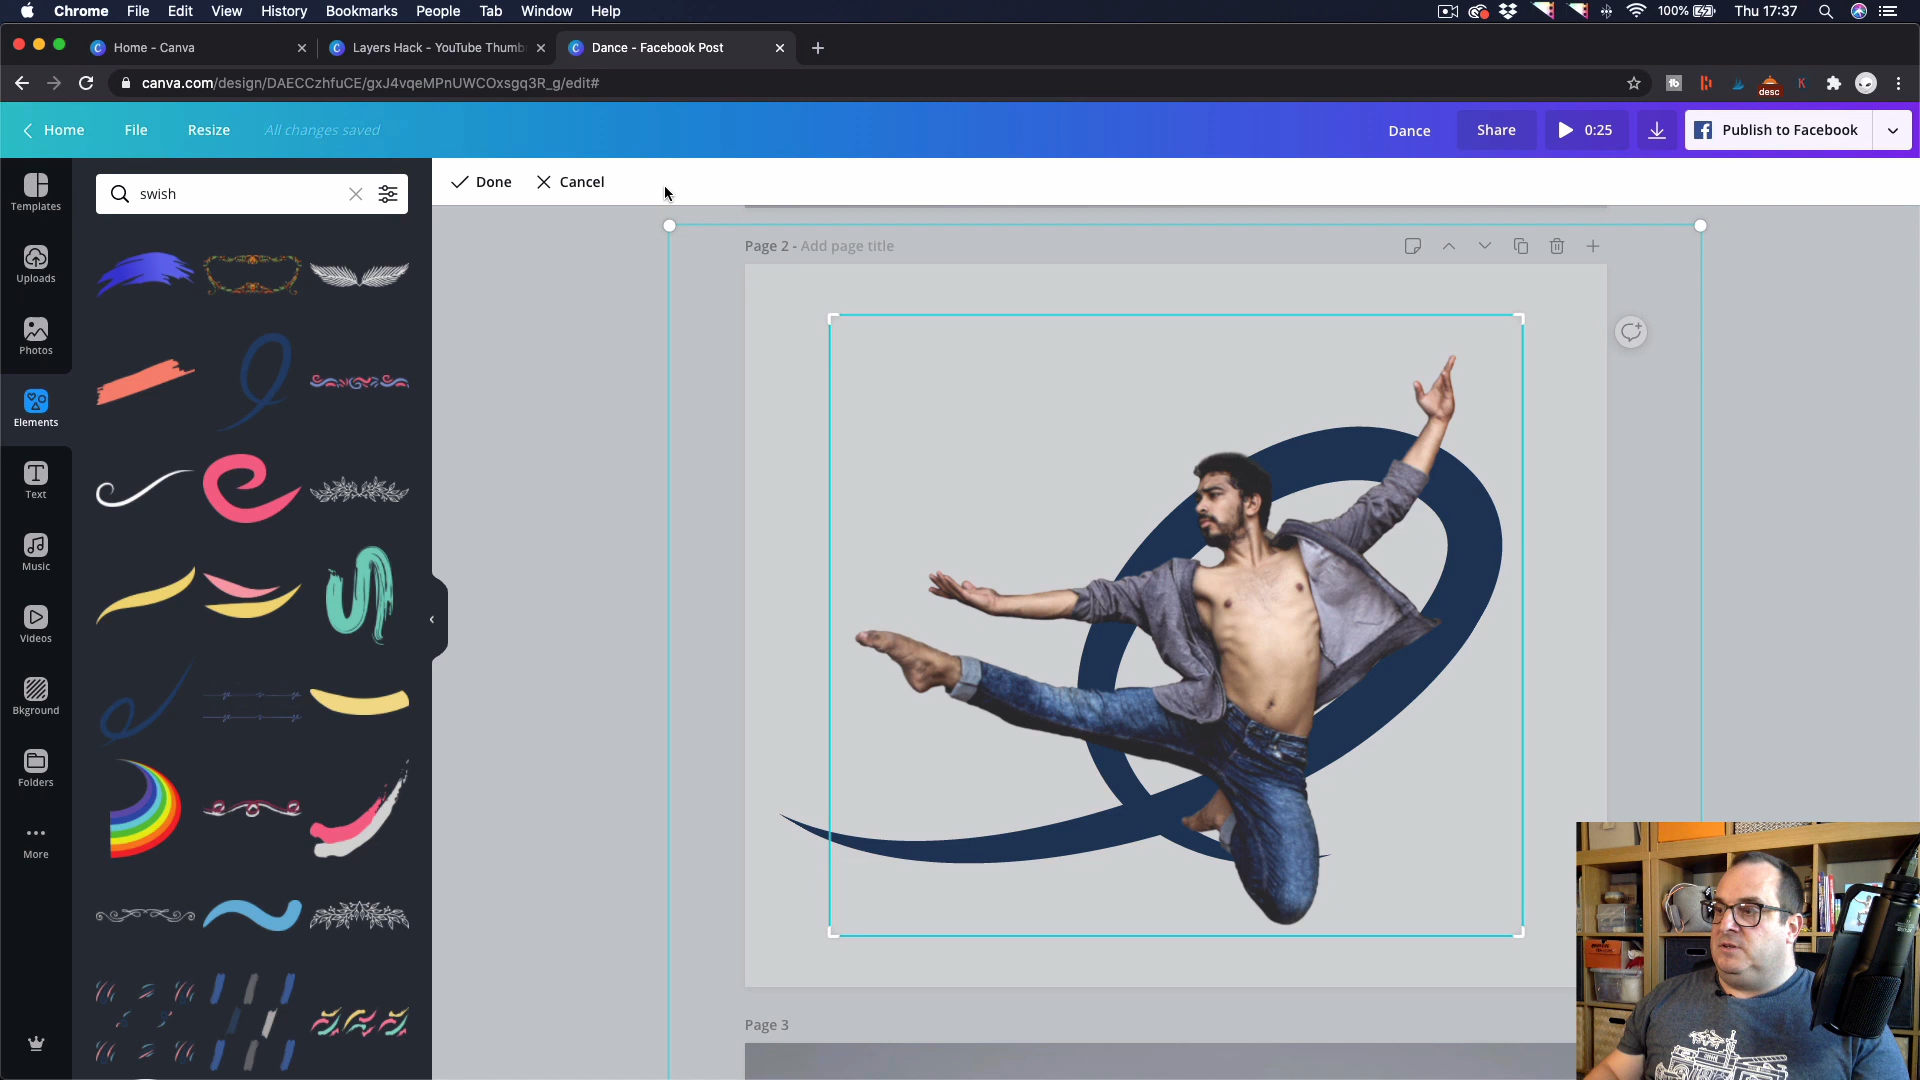 Chrome File Edit View History Bookmarks People Tab Window Help 100% Thu 17:37
Home - Canva
Layers Hack - YouTube Thumb
Dance - Facebook Post
canva.com/design/DAECCzhfuCE/gxJ4vqeMPnUWCOxsgq3R_g/edit#
desc
Home File Resize All changes saved Dance Share 0:25 Publish to Facebook
swish
Done Cancel
Templates
Uploads
Photos
Elements
Text
Music
Videos
Bkground
Folders
More
Page 2 - Add page title
Page 3